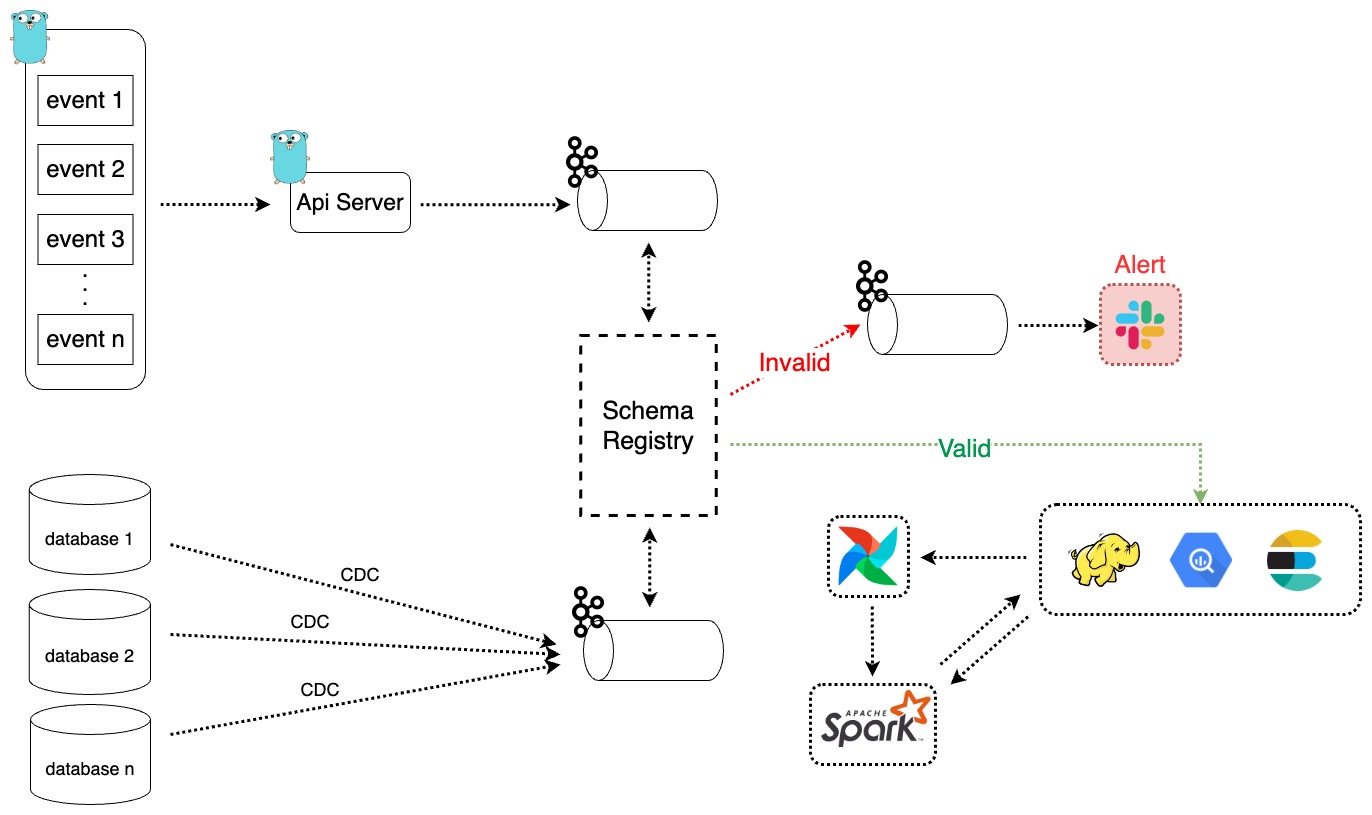 event 1
event 2
event 3
event n
Api Server
Alert
Invalid
Schema
Registry
Valid
database 1
database 2
database n
CDC
CDC
CDC
APACHE
Spark™